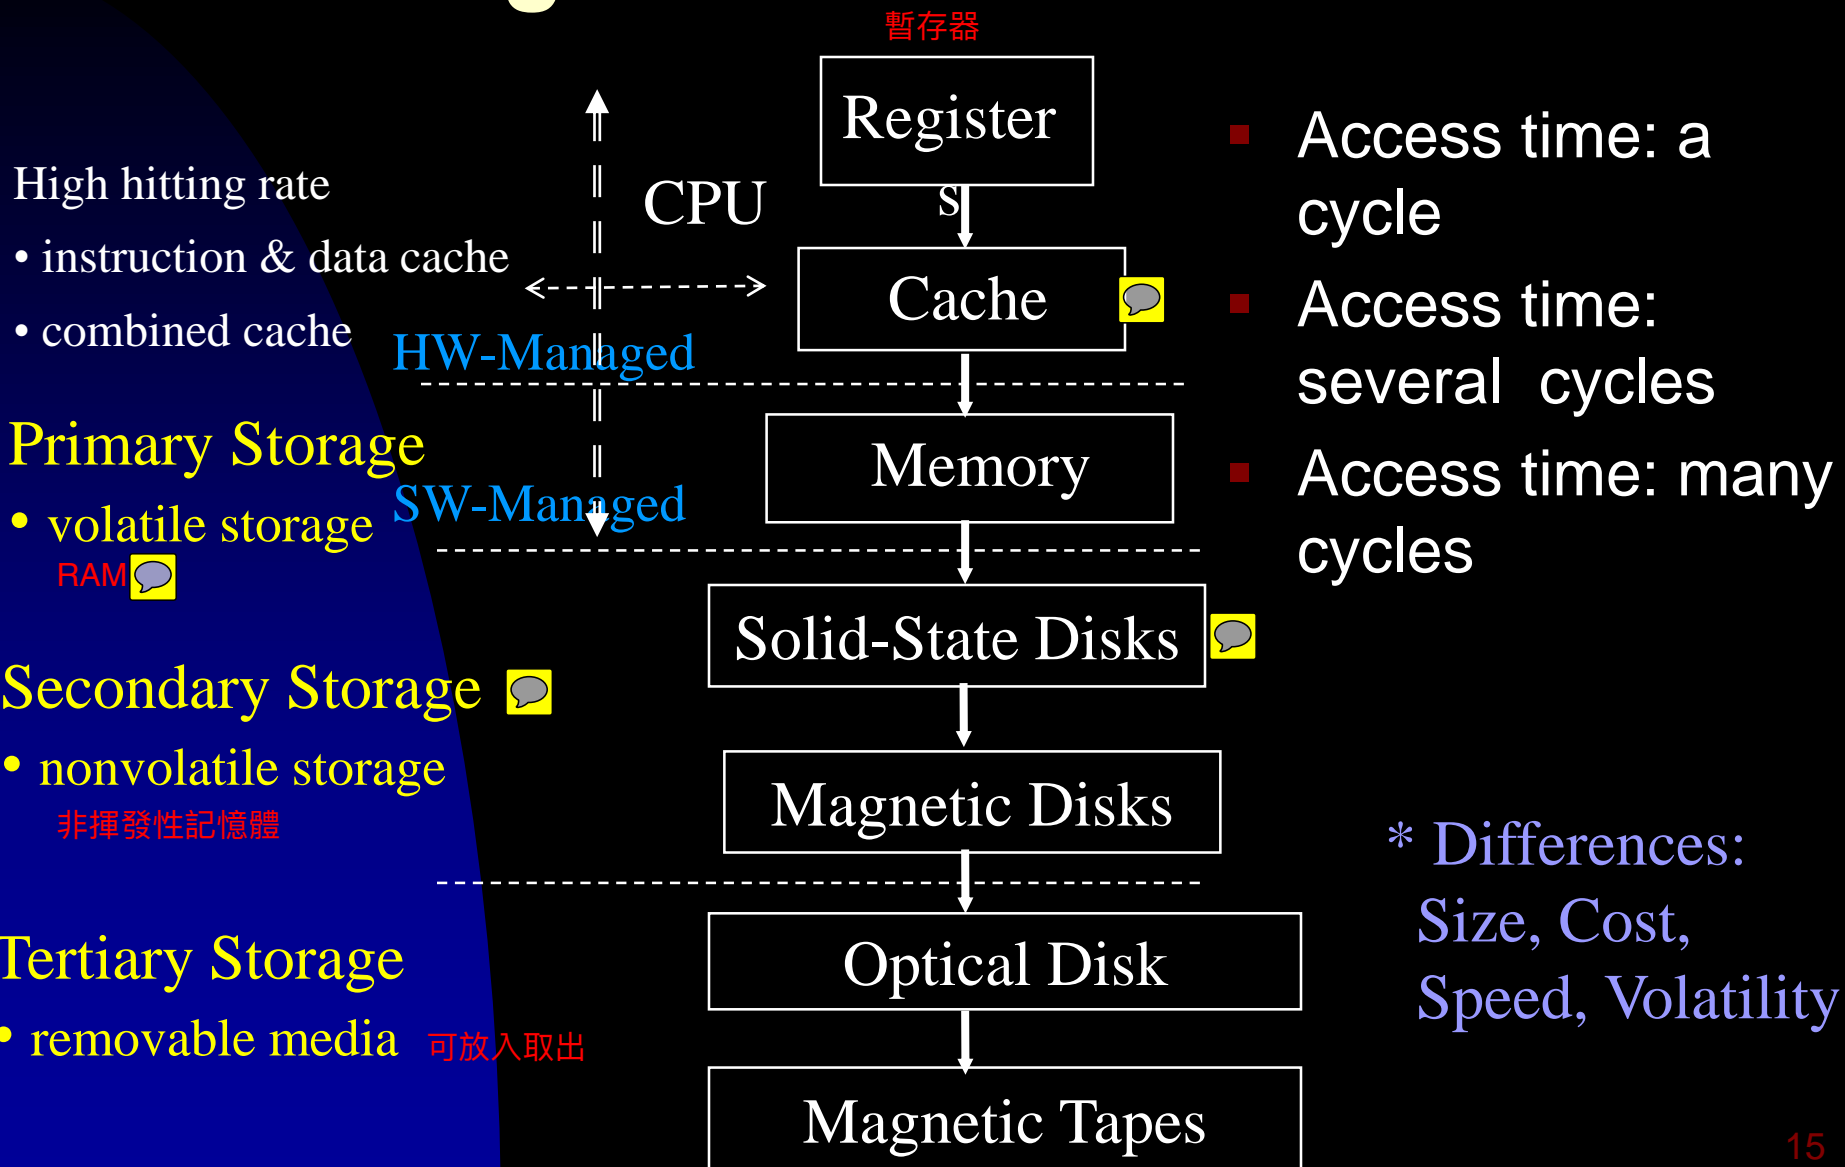 暫存器
Register
s
CPU
High hitting rate
• instruction & data cache
• combined cache
Cache
HW-Managed
Primary Storage
• volatile storage
RAM
SW-Managed
Memory
Secondary Storage
• nonvolatile storage
非揮發性記憶體
Solid-State Disks
Magnetic Disks
Tertiary Storage
• removable media 可放入取出
Optical Disk
Magnetic Tapes
▪ Access time: a
cycle
▪ Access time:
several cycles
▪ Access time: many
cycles
* Differences:
Size, Cost,
Speed, Volatility
15